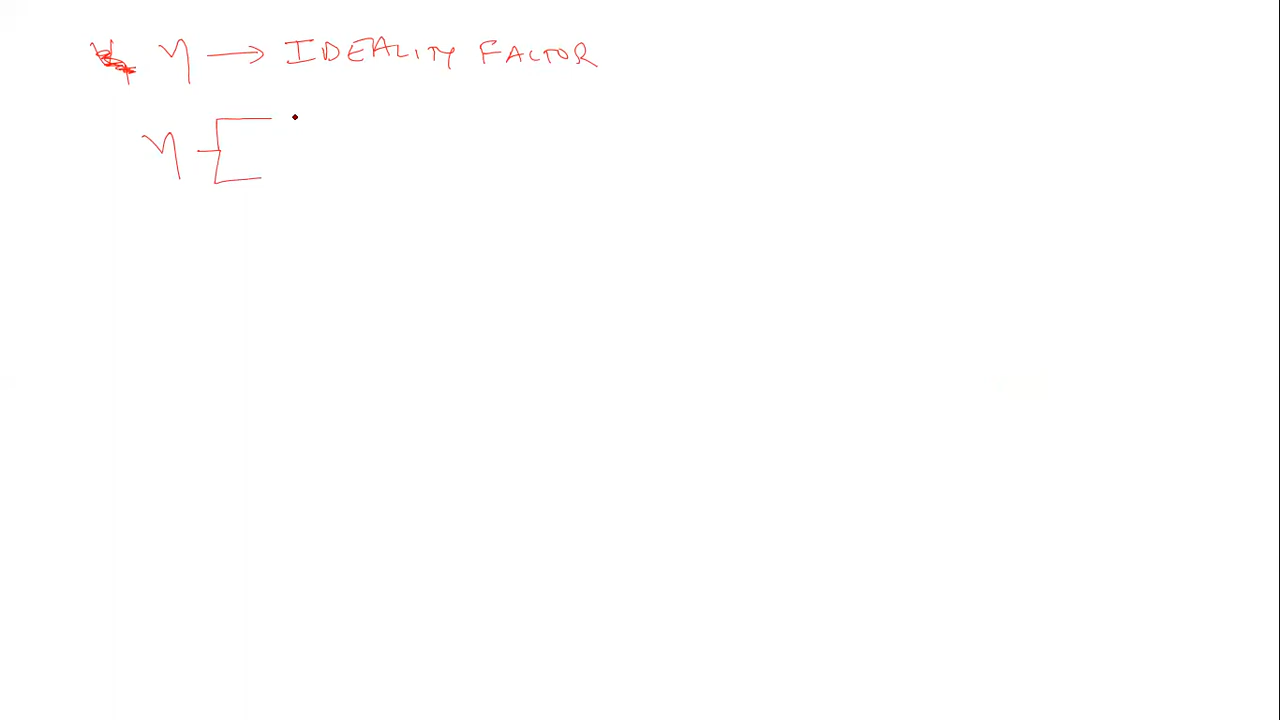 η → IDEALITY FACTOR
η